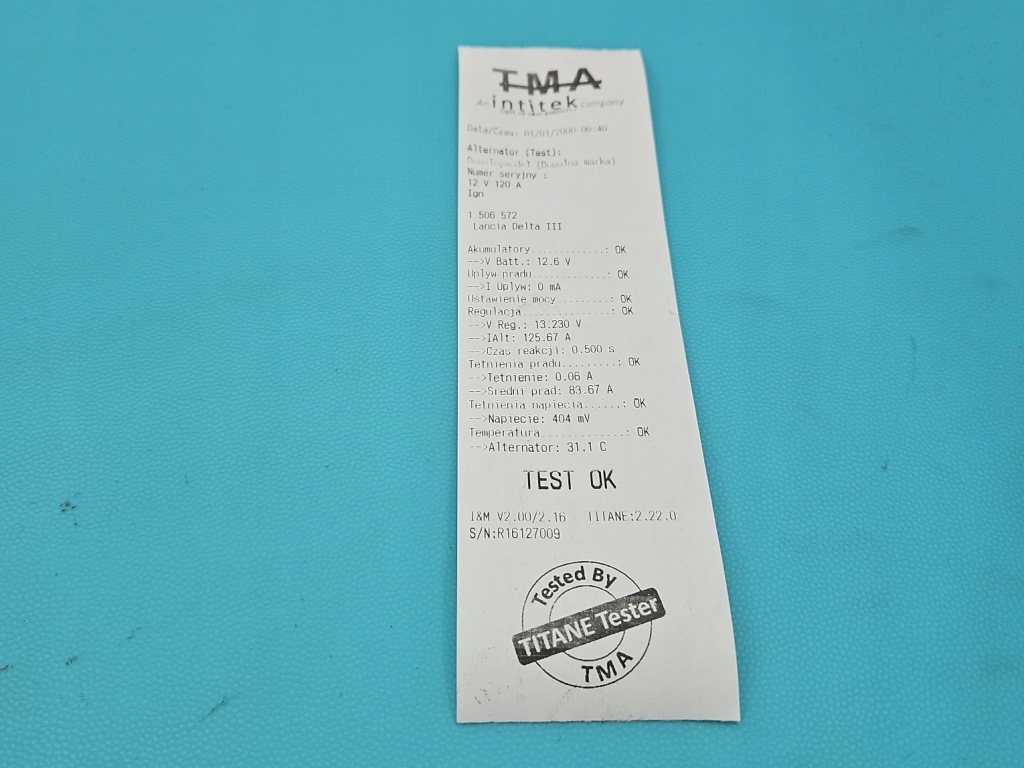 TMA
An intitek company
Data/Czas: 01/01/2000 00:40
Alternator (Test):
(Dowolna marka)
Numer seryjny :
12 V 120 A
Ign
1 506 572
Lancia Delta III
Akumulatory............: OK
-->V Batt.: 12.6 V
Uplyw pradu............: OK
-->I Uplyw: 0 mA
Ustawienie mocy.........: OK
Regulacja...............: OK
-->V Reg.: 13.230 V
-->IAlt: 125.67 A
-->Czas reakcji: 0.500 s
Tetnienia pradu.........: OK
-->Tetnienie: 0.06 A
-->Sredni prad: 83.67 A
Tetnienia napiecia......: OK
-->Napiecie: 404 mV
Temperatura.............: OK
-->Alternator: 31.1 C
TEST OK
I&M V2.00/2.16 TITANE:2.22.0
S/N:R16127009
Tested By
TITANE Tester
TMA